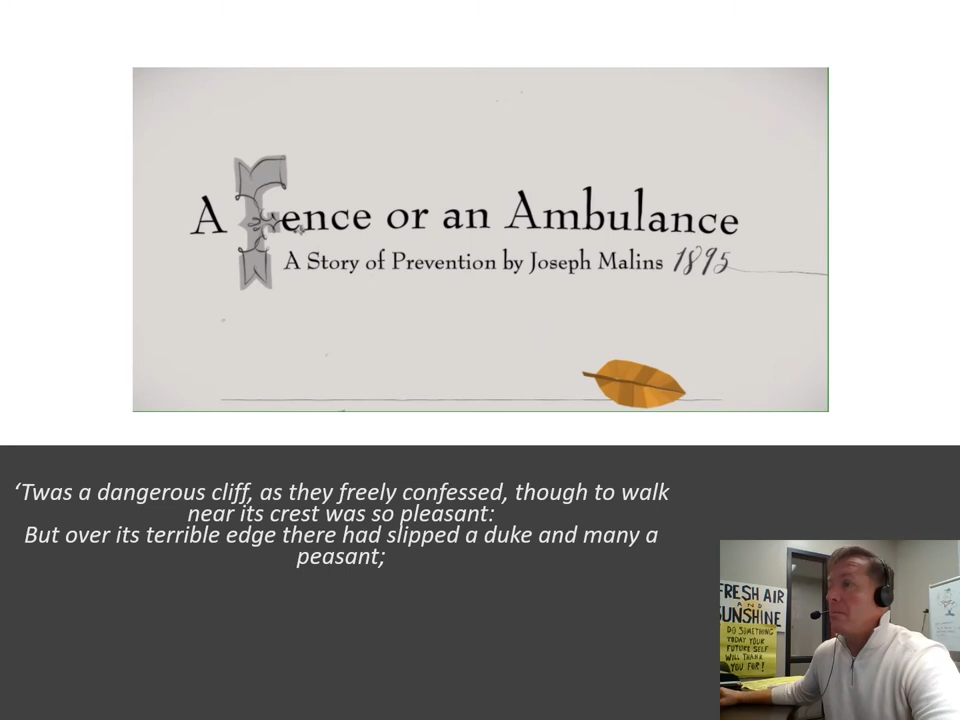 A Fence or an Ambulance
A Story of Prevention by Joseph Malins 1895
‘Twas a dangerous cliff, as they freely confessed, though to walk
near its crest was so pleasant:
But over its terrible edge there had slipped a duke and many a
peasant;
FRESH AIR
AND
SUNSHINE
DO SOMETHING
TODAY YOUR
FUTURE SELF
WILL THANK
YOU FOR!